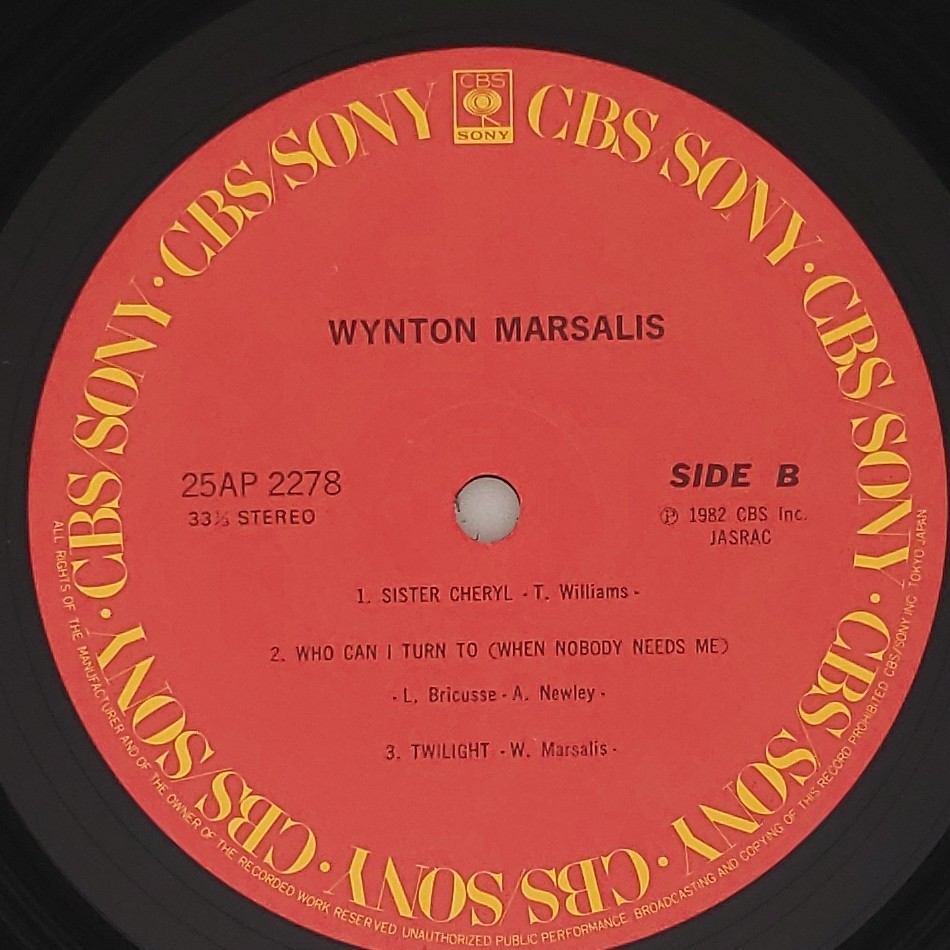 CBS
SONY
CBS/SONY · CBS/SONY · CBS/SONY · CBS/SONY · CBS/SONY · CBS/SONY · CBS/SONY · CBS/SONY
WYNTON MARSALIS
25AP 2278
33⅓ STEREO
SIDE B
Ⓟ 1982 CBS Inc.
JASRAC
1. SISTER CHERYL - T. Williams -
2. WHO CAN I TURN TO (WHEN NOBODY NEEDS ME)
- L. Bricusse - A. Newley -
3. TWILIGHT - W. Marsalis -
ALL RIGHTS OF THE MANUFACTURER AND OF THE OWNER OF THE RECORDED WORK RESERVED UNAUTHORIZED PUBLIC PERFORMANCE BROADCASTING AND COPYING OF THIS RECORD PROHIBITED CBS/SONY INC TOKYO JAPAN